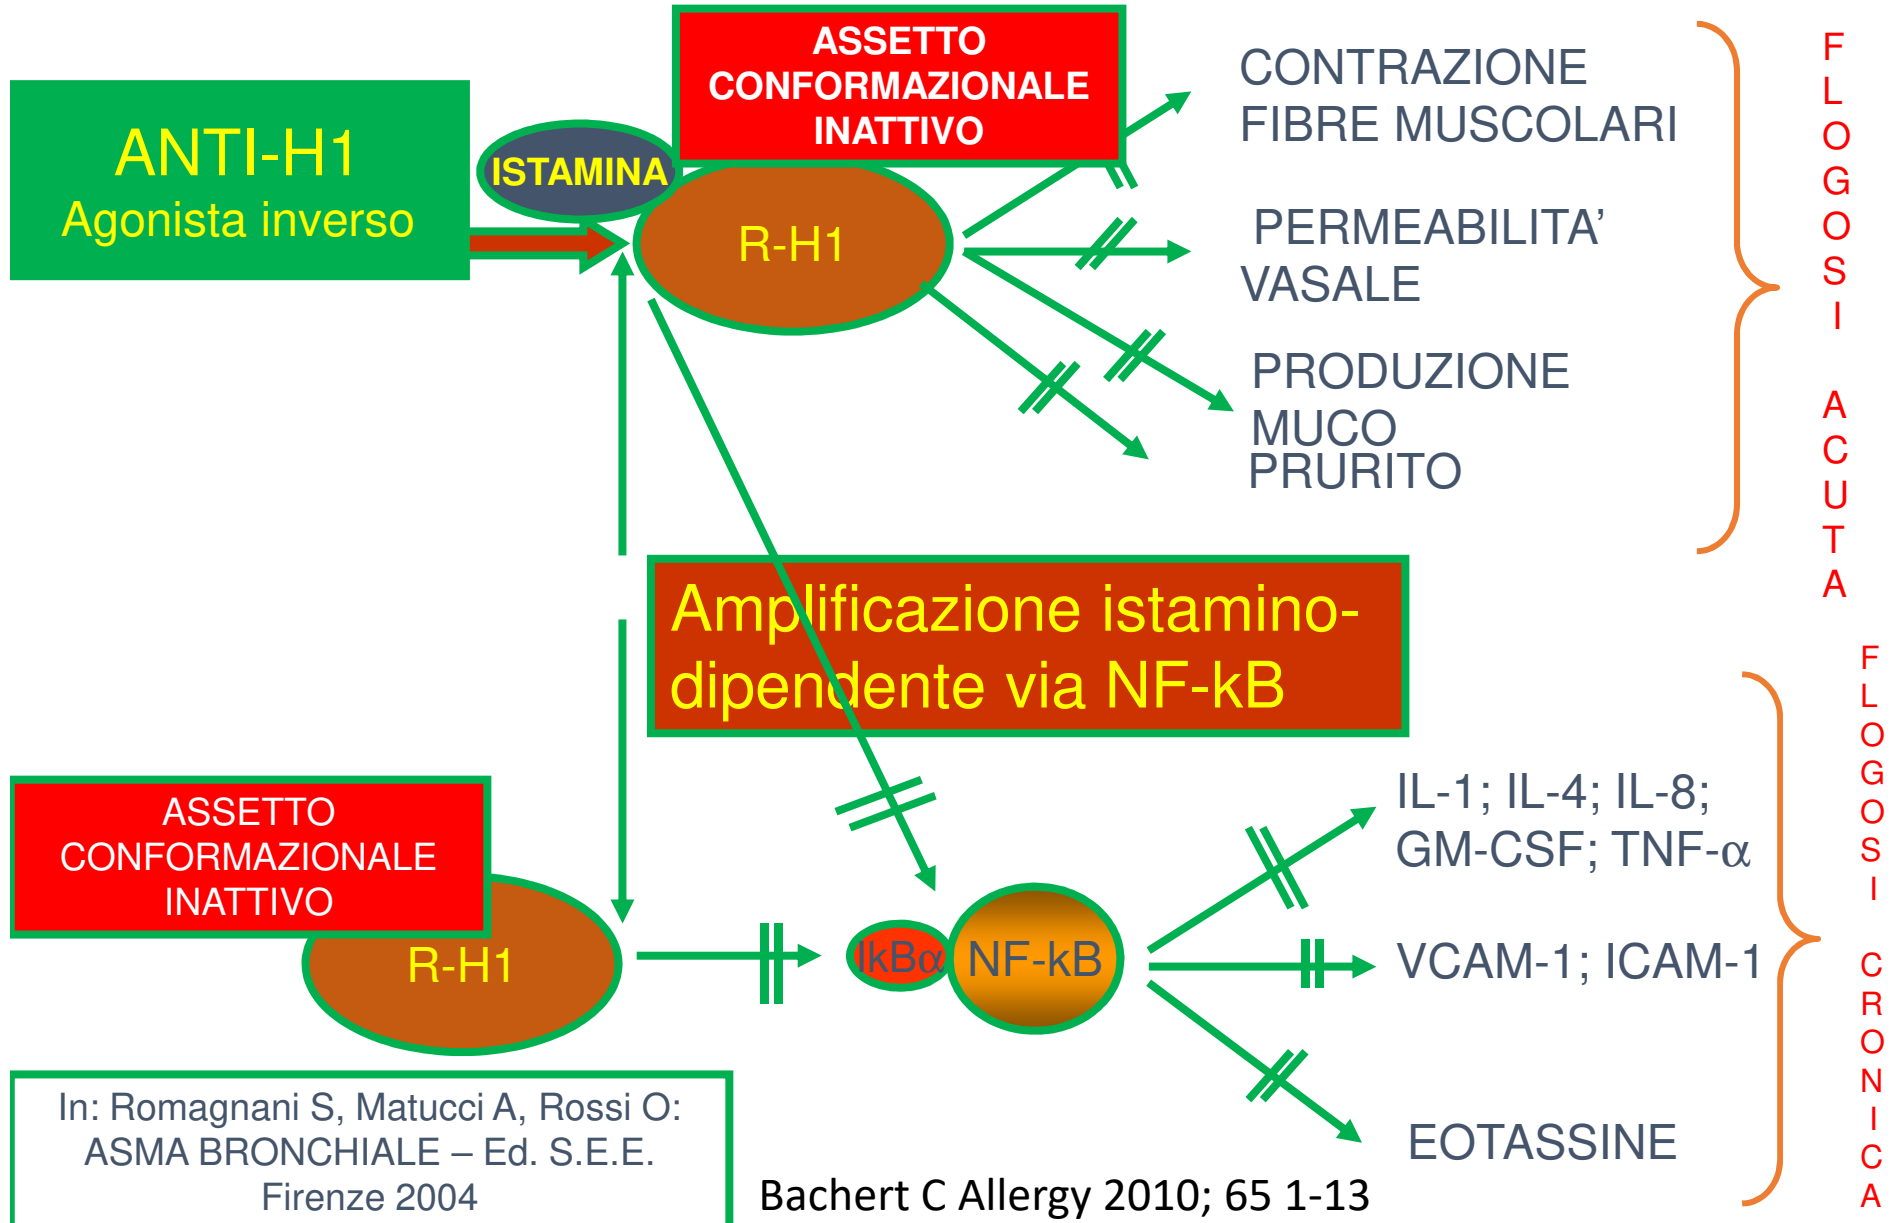 ASSETTO
CONFORMAZIONALE
INATTIVO
ANTI-H1
Agonista inverso
ISTAMINA
R-H1
CONTRAZIONE
FIBRE MUSCOLARI
PERMEABILITA’
VASALE
PRODUZIONE
MUCO
PRURITO
FLOGOSI ACUTA
Amplificazione istamino-
dipendente via NF-kB
ASSETTO
CONFORMAZIONALE
INATTIVO
R-H1
IkBα
NF-kB
IL-1; IL-4; IL-8;
GM-CSF; TNF-α
VCAM-1; ICAM-1
EOTASSINE
FLOGOSI CRONICA
In: Romagnani S, Matucci A, Rossi O:
ASMA BRONCHIALE – Ed. S.E.E.
Firenze 2004
Bachert C Allergy 2010; 65 1-13